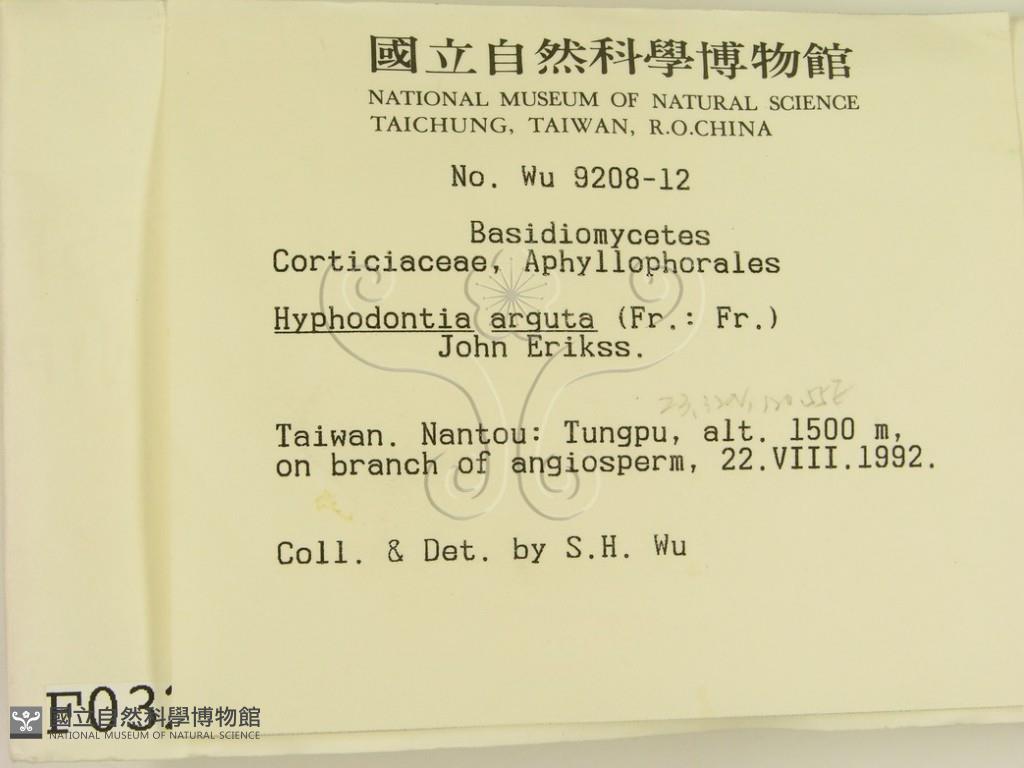 國立自然科學博物館
NATIONAL MUSEUM OF NATURAL SCIENCE
TAICHUNG, TAIWAN, R.O.CHINA
No. Wu 9208-12
Basidiomycetes
Corticiaceae, Aphyllophorales
Hyphodontia arguta (Fr.: Fr.)
John Erikss.
Taiwan. Nantou: Tungpu, alt. 1500 m,
on branch of angiosperm, 22.VIII.1992.
Coll. & Det. by S.H. Wu
F03
國立自然科學博物館
NATIONAL MUSEUM OF NATURAL SCIENCE